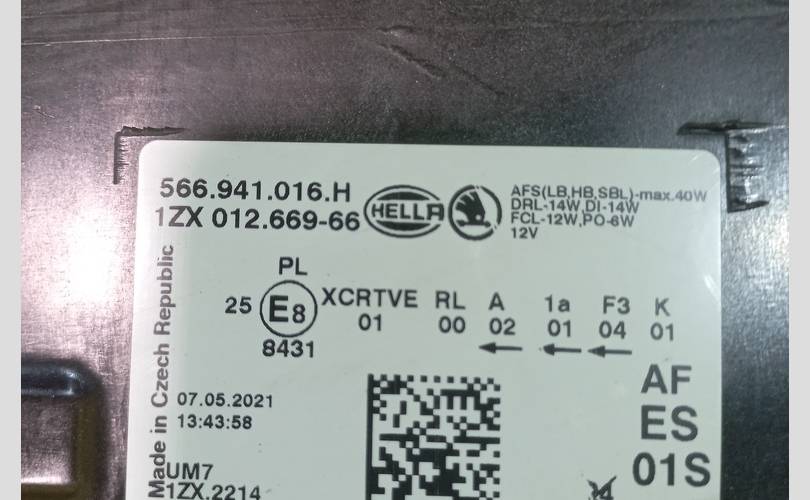 566.941.016.H
1ZX 012.669-66
HELLA
AFS(LB,HB,SBL)-max.40W
DRL-14W,DI-14W
FCL-12W,PO-6W
12V
PL
25 E8 XCRTVE RL A 1a F3 K
01 00 02 01 04 01
8431
Made in Czech Republic
07.05.2021
13:43:58
AF
ES
01S
UM7
1ZX.2214